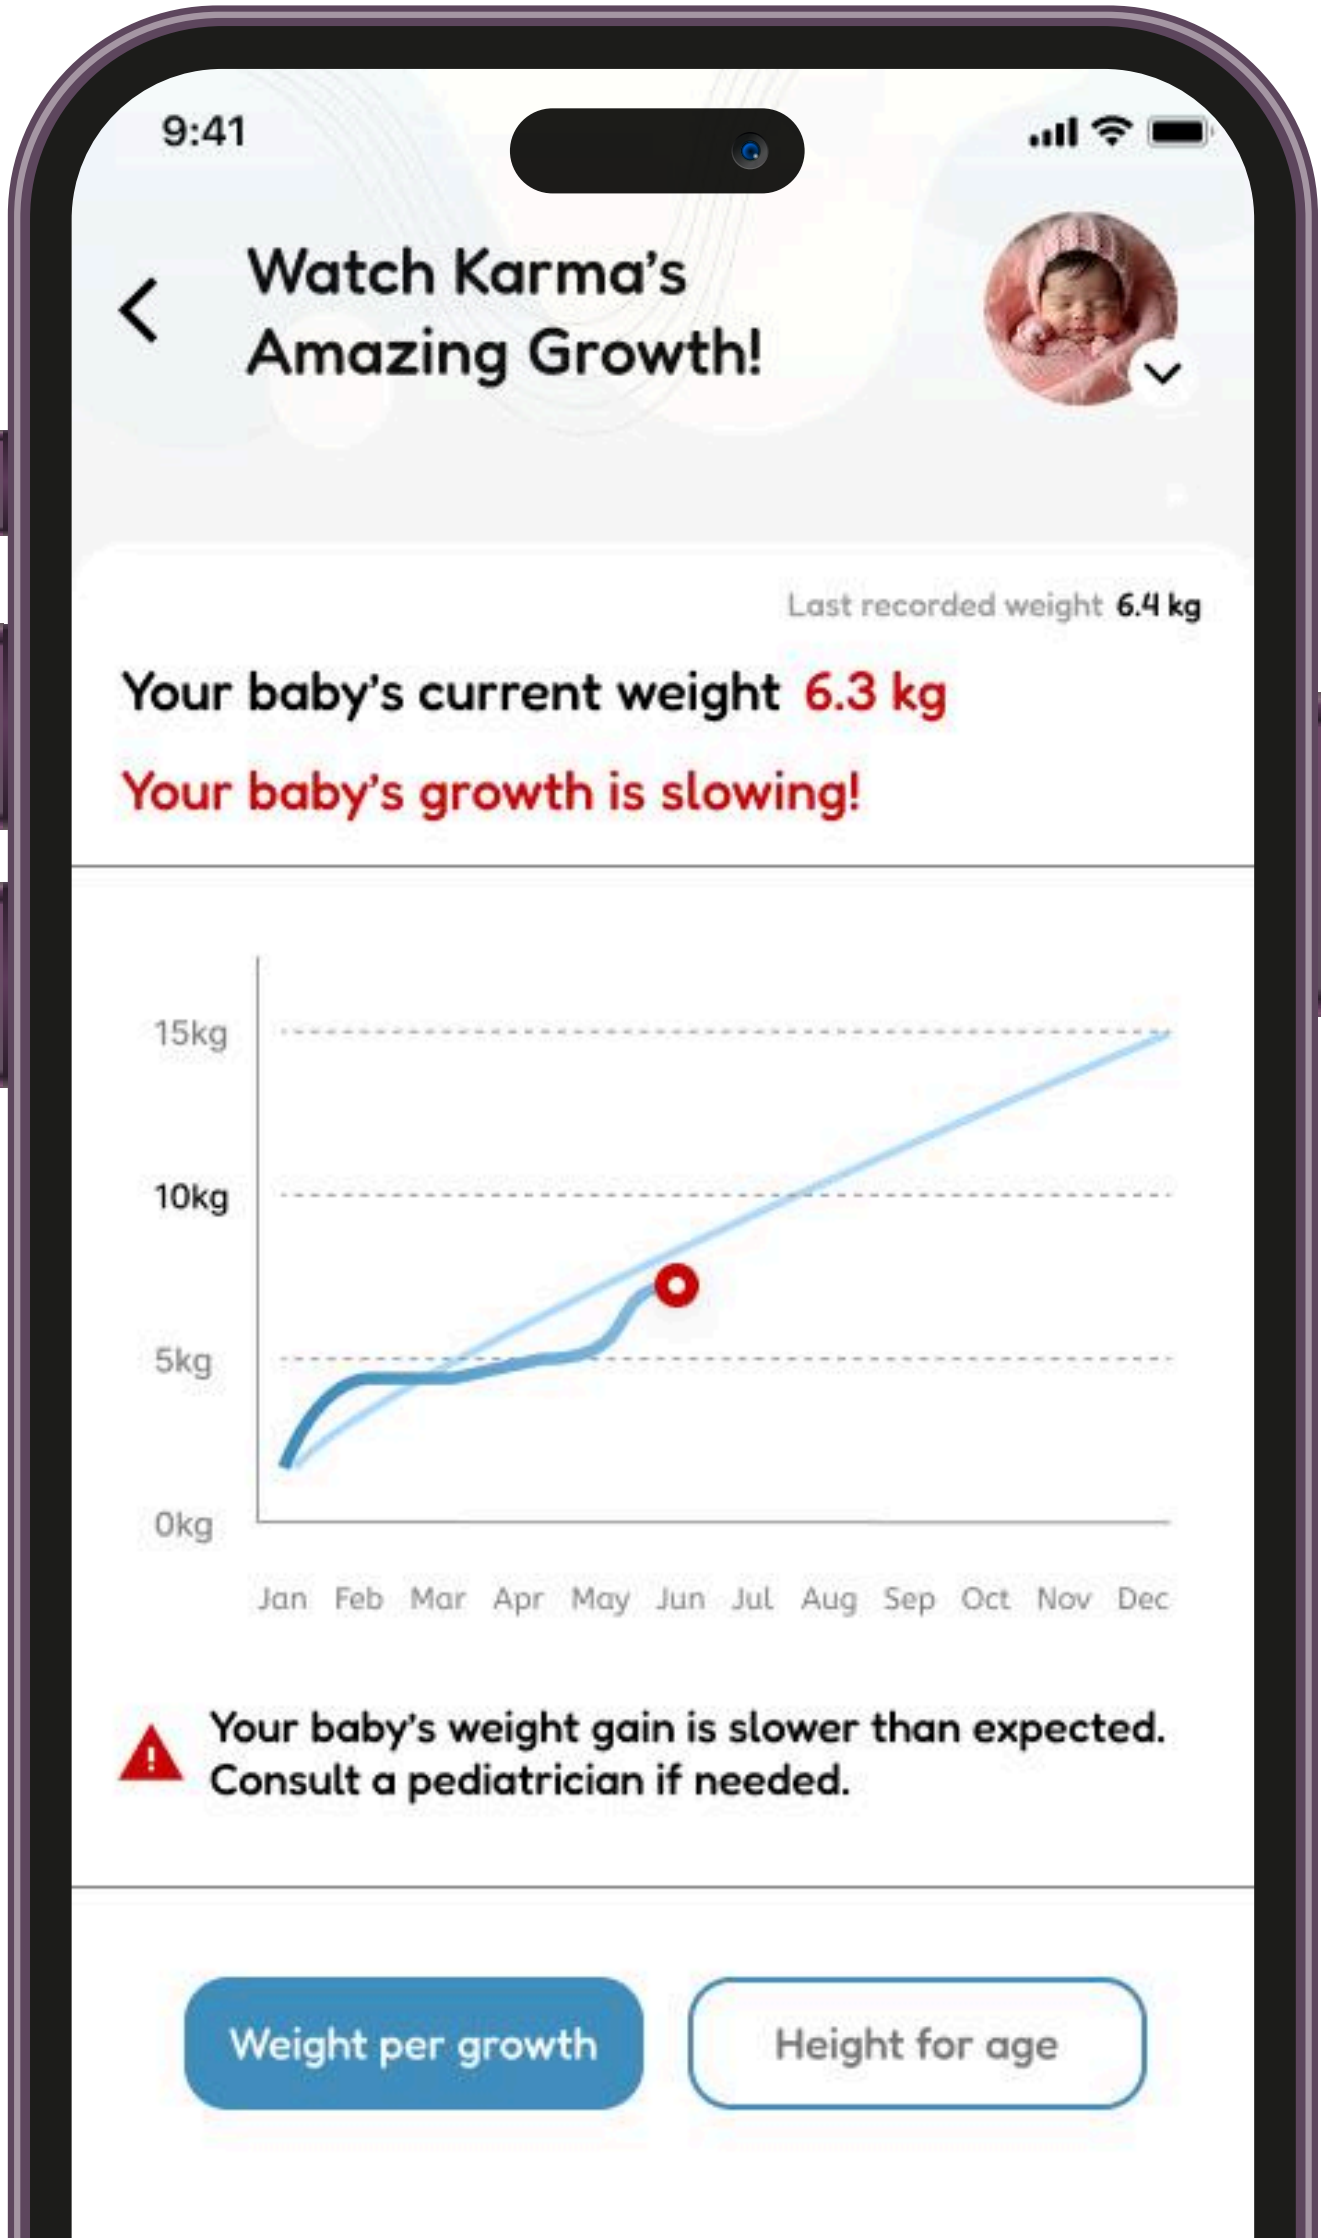 9:41
Watch Karma's
Amazing Growth!
Last recorded weight 6.4 kg
Your baby's current weight 6.3 kg
Your baby's growth is slowing!
15kg
10kg
5kg
0kg
Jan Feb Mar Apr May Jun Jul Aug Sep Oct Nov Dec
Your baby's weight gain is slower than expected.
Consult a pediatrician if needed.
Weight per growth
Height for age